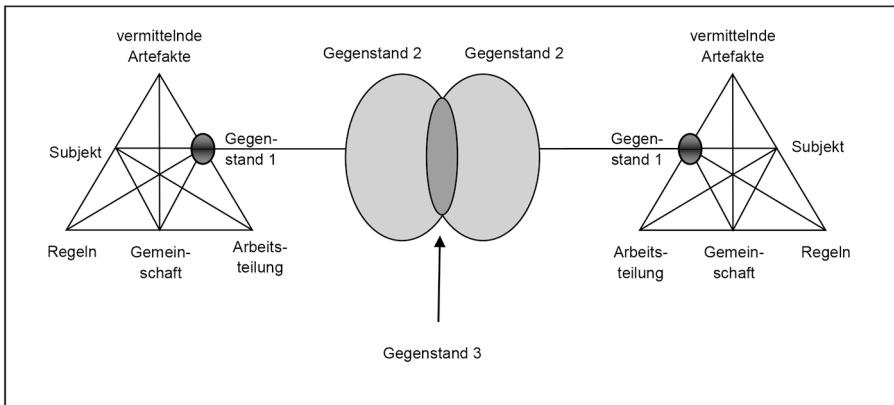 vermittelnde
Artefakte
Gegenstand 2
Gegenstand 2
vermittelnde
Artefakte
Subjekt
Gegen-
stand 1
Gegen-
stand 1
Subjekt
Regeln
Gemein-
schaft
Arbeits-
teilung
Arbeits-
teilung
Gemein-
schaft
Regeln
Gegenstand 3